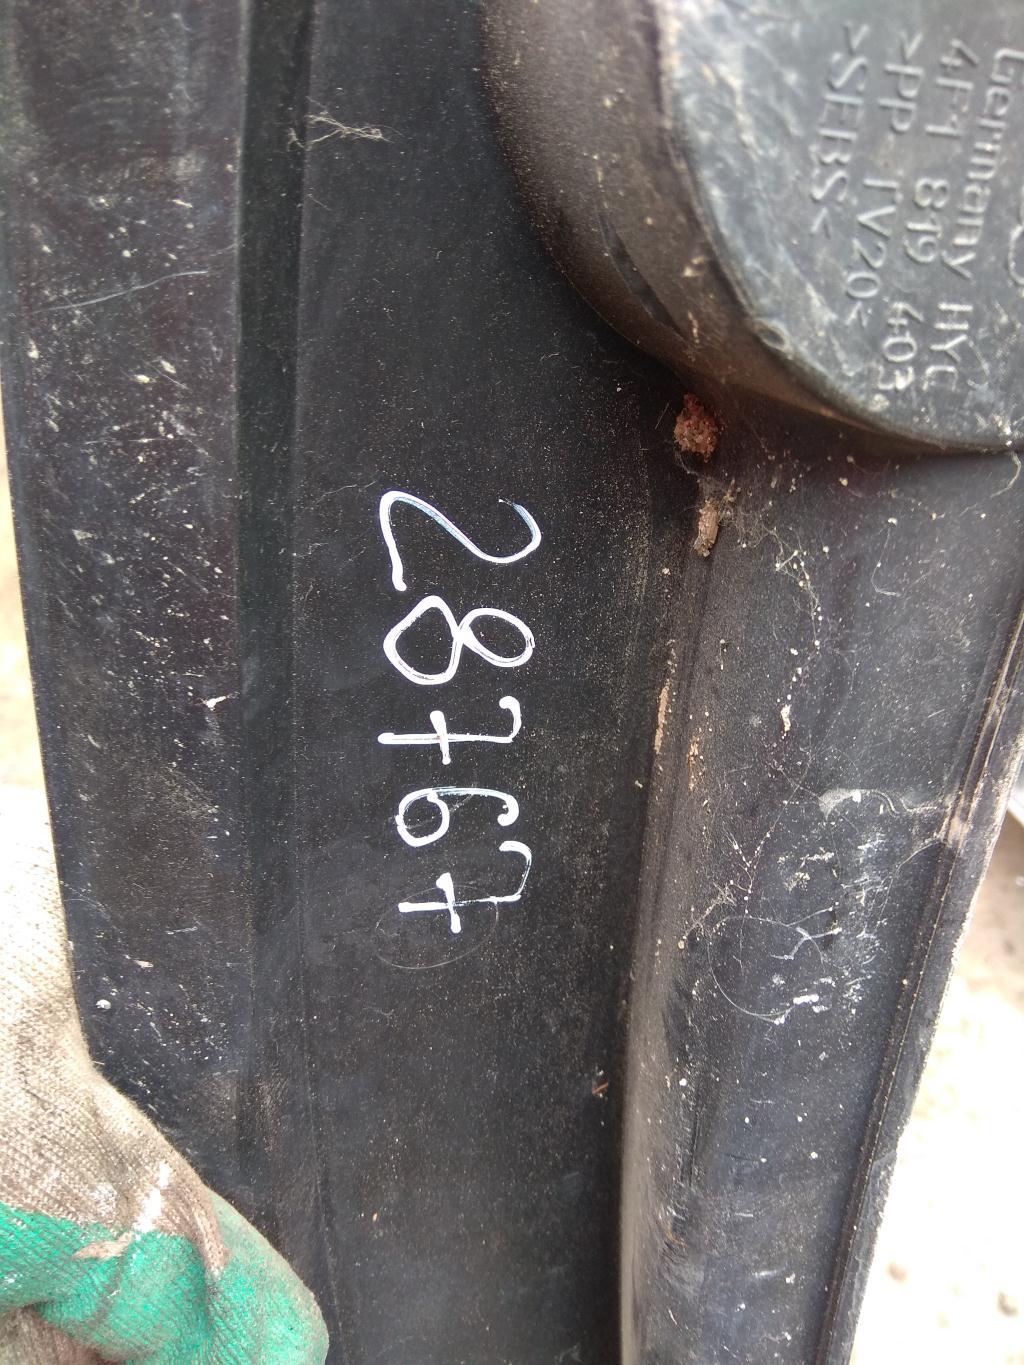 Germany HYC
4F1 819 403
>PP TV20<
>SEBS<
28767